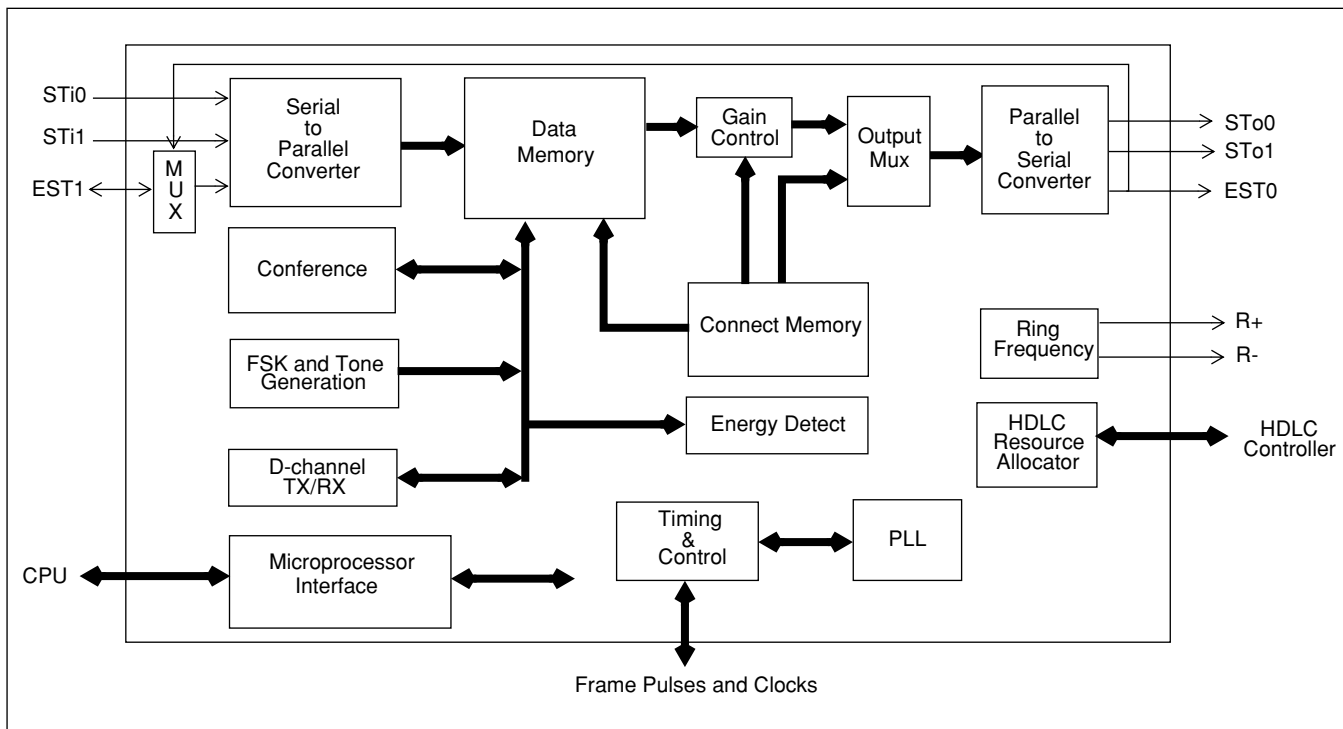 STi0
STi1
EST1
M
U
X
Serial
to
Parallel
Converter
Data
Memory
Gain
Control
Output
Mux
Parallel
to
Serial
Converter
STo0
STo1
EST0
Conference
Connect Memory
Ring
Frequency
R+
R-
FSK and Tone
Generation
Energy Detect
HDLC
Resource
Allocator
HDLC
Controller
D-channel
TX/RX
Timing
&
Control
PLL
CPU
Microprocessor
Interface
Frame Pulses and Clocks